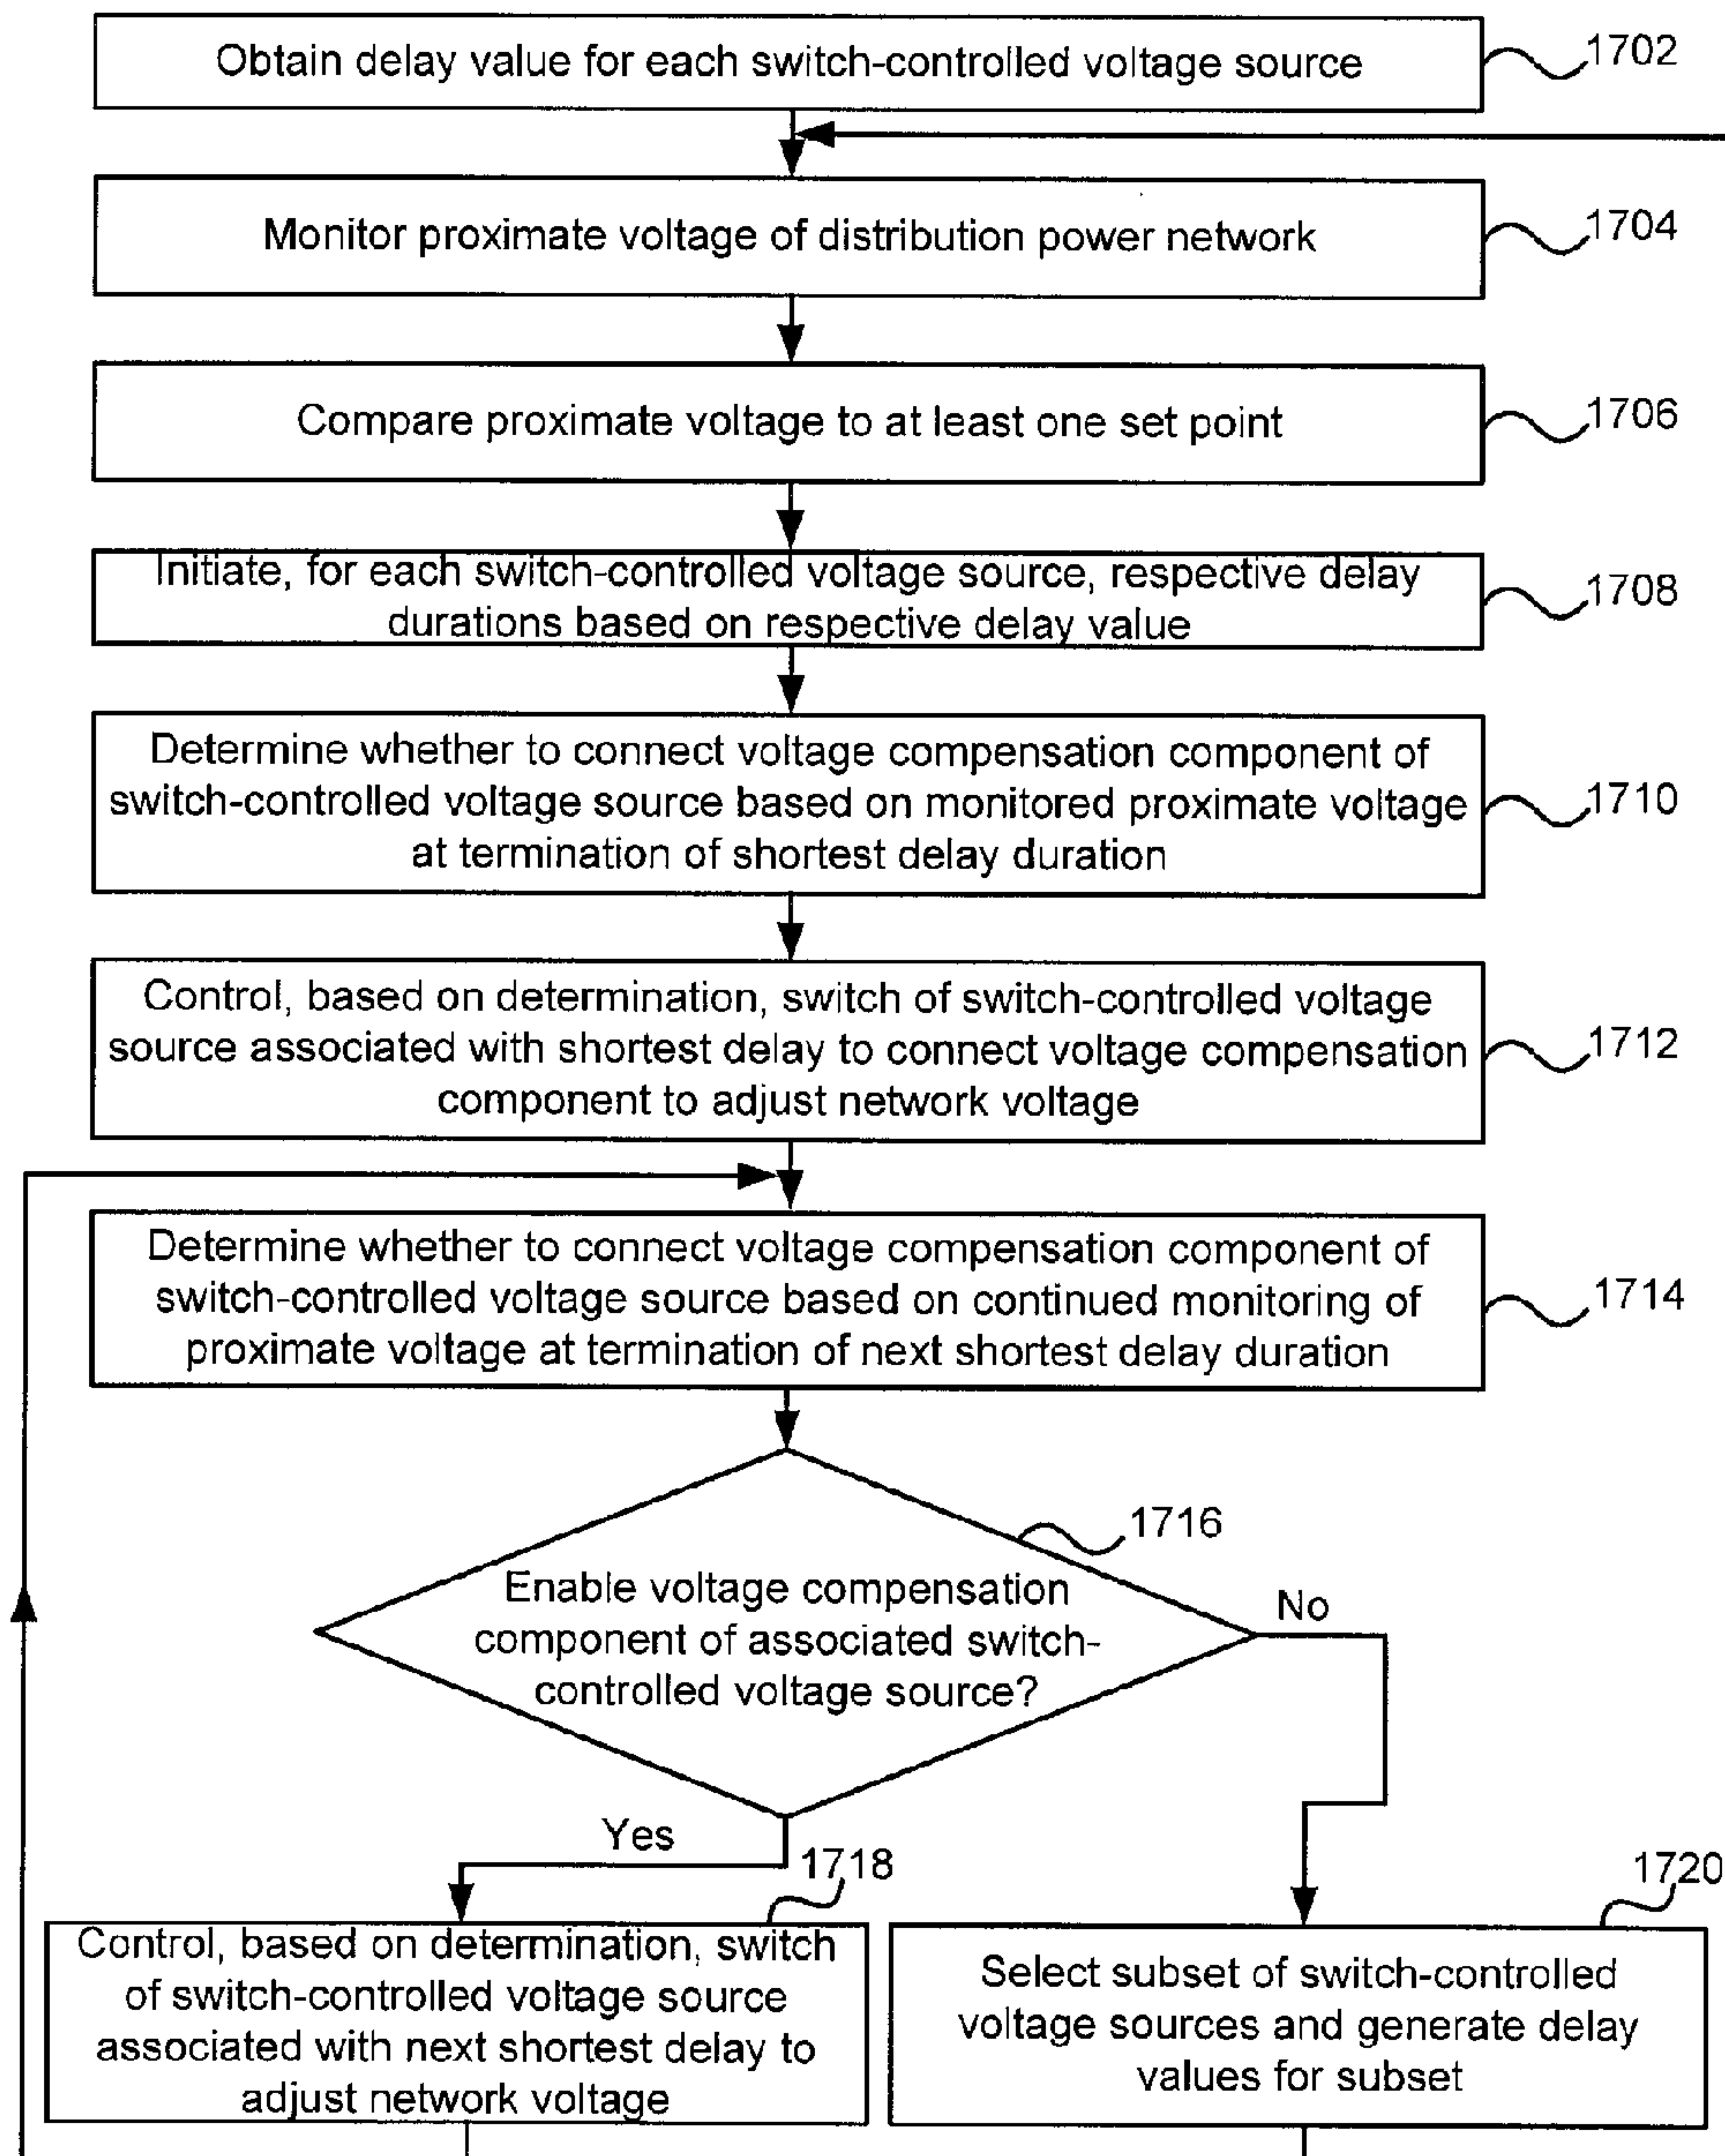 Obtain delay value for each switch-controlled voltage source
1702
Monitor proximate voltage of distribution power network
1704
Compare proximate voltage to at least one set point
1706
Initiate, for each switch-controlled voltage source, respective delay
durations based on respective delay value
1708
Determine whether to connect voltage compensation component of
switch-controlled voltage source based on monitored proximate voltage
at termination of shortest delay duration
1710
Control, based on determination, switch of switch-controlled voltage
source associated with shortest delay to connect voltage compensation
component to adjust network voltage
1712
Determine whether to connect voltage compensation component of
switch-controlled voltage source based on continued monitoring of
proximate voltage at termination of next shortest delay duration
1714
1716
Enable voltage compensation
component of associated switch-
controlled voltage source?
No
Yes
1718
Control, based on determination, switch
of switch-controlled voltage source
associated with next shortest delay to
adjust network voltage
1720
Select subset of switch-controlled
voltage sources and generate delay
values for subset